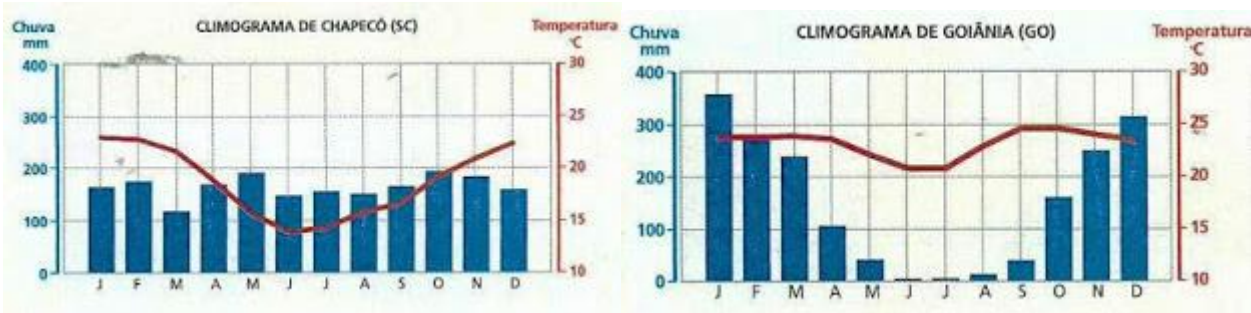 CLIMOGRAMA DE CHAPECÓ (SC)
Chuva
mm
Temperatura
°C
400
300
200
100
0
30
25
20
15
10
J F M A M J J A S O N D
CLIMOGRAMA DE GOIÂNIA (GO)
Chuva
mm
Temperatura
°C
400
300
200
100
0
30
25
20
15
10
J F M A M J J A S O N D